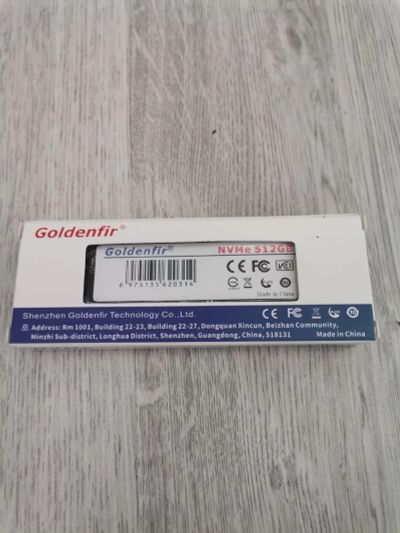 Goldenfir®
Goldenfir®
NVMe 512GB
6 975135 620314
CE FC
Made in China
Shenzhen Goldenfir Technology Co.,Ltd.
CE FC
10
Address: Rm 1001, Building 22-23, Building 22-27, Dongquan Xincun, Beizhan Community,
Minzhi Sub-district, Longhua District, Shenzhen, Guangdong, China, 518131
Made in China